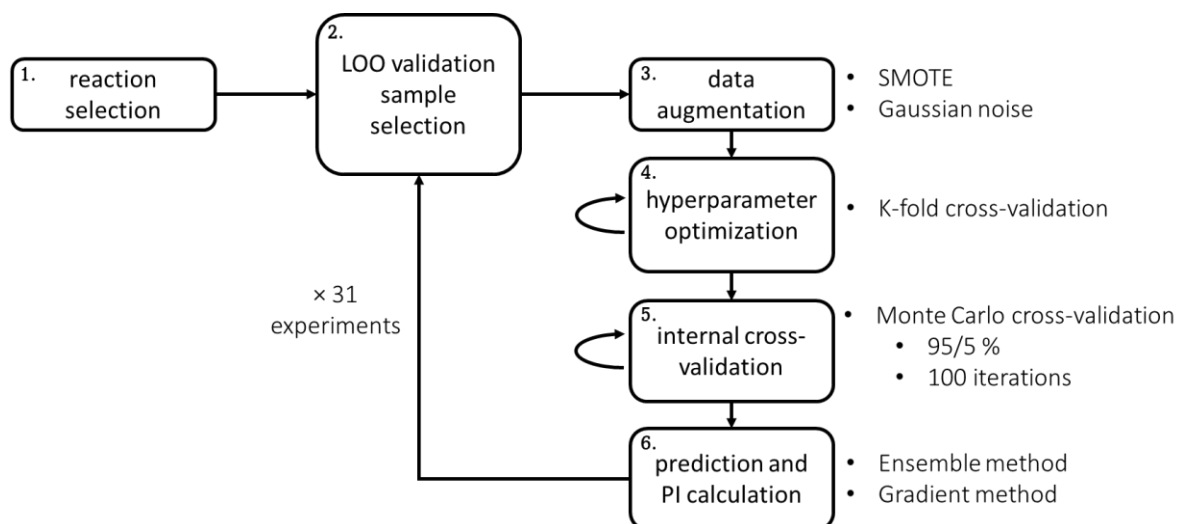 1.
reaction
selection
2.
LOO validation
sample
selection
3.
data
augmentation
• SMOTE
• Gaussian noise
4.
hyperparameter
optimization
• K-fold cross-validation
× 31
experiments
5.
internal cross-
validation
• Monte Carlo cross-validation
• 95/5 %
• 100 iterations
6.
prediction and
PI calculation
• Ensemble method
• Gradient method